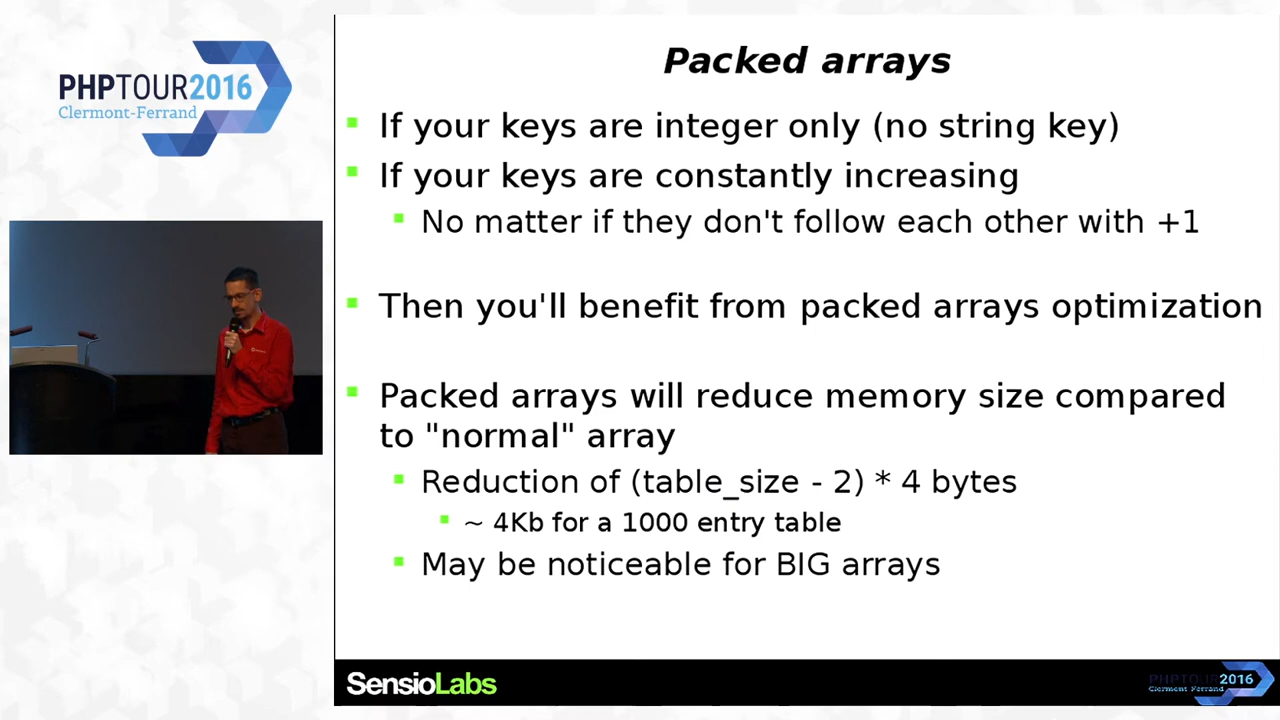 PHPTOUR2016
Clermont-Ferrand
Packed arrays
If your keys are integer only (no string key)
If your keys are constantly increasing
No matter if they don't follow each other with +1
Then you'll benefit from packed arrays optimization
Packed arrays will reduce memory size compared
to "normal" array
Reduction of (table_size - 2) * 4 bytes
~ 4Kb for a 1000 entry table
May be noticeable for BIG arrays
SensioLabs
PHPTOUR2016
Clermont-Ferrand